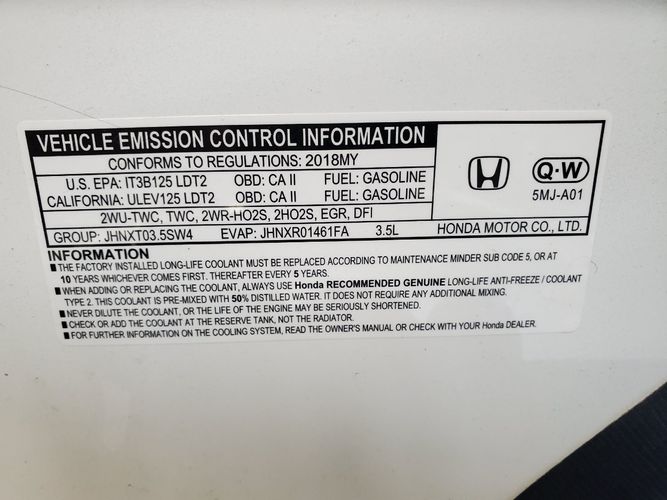 VEHICLE EMISSION CONTROL INFORMATION
CONFORMS TO REGULATIONS: 2018MY
U.S. EPA: IT3B125 LDT2 OBD: CA II FUEL: GASOLINE
CALIFORNIA: ULEV125 LDT2 OBD: CA II FUEL: GASOLINE
2WU-TWC, TWC, 2WR-HO2S, 2HO2S, EGR, DFI
GROUP: JHNXT03.5SW4 EVAP: JHNXR01461FA 3.5L
Q-W
5MJ-A01
HONDA MOTOR CO., LTD.
INFORMATION
■ THE FACTORY INSTALLED LONG-LIFE COOLANT MUST BE REPLACED ACCORDING TO MAINTENANCE MINDER SUB CODE 5, OR AT
10 YEARS WHICHEVER COMES FIRST. THEREAFTER EVERY 5 YEARS.
■ WHEN ADDING OR REPLACING THE COOLANT, ALWAYS USE Honda RECOMMENDED GENUINE LONG-LIFE ANTI-FREEZE / COOLANT
TYPE 2. THIS COOLANT IS PRE-MIXED WITH 50% DISTILLED WATER. IT DOES NOT REQUIRE ANY ADDITIONAL MIXING.
■ NEVER DILUTE THE COOLANT, OR THE LIFE OF THE ENGINE MAY BE SERIOUSLY SHORTENED.
■ CHECK OR ADD THE COOLANT AT THE RESERVE TANK, NOT THE RADIATOR.
■ FOR FURTHER INFORMATION ON THE COOLING SYSTEM, READ THE OWNER'S MANUAL OR CHECK WITH YOUR Honda DEALER.